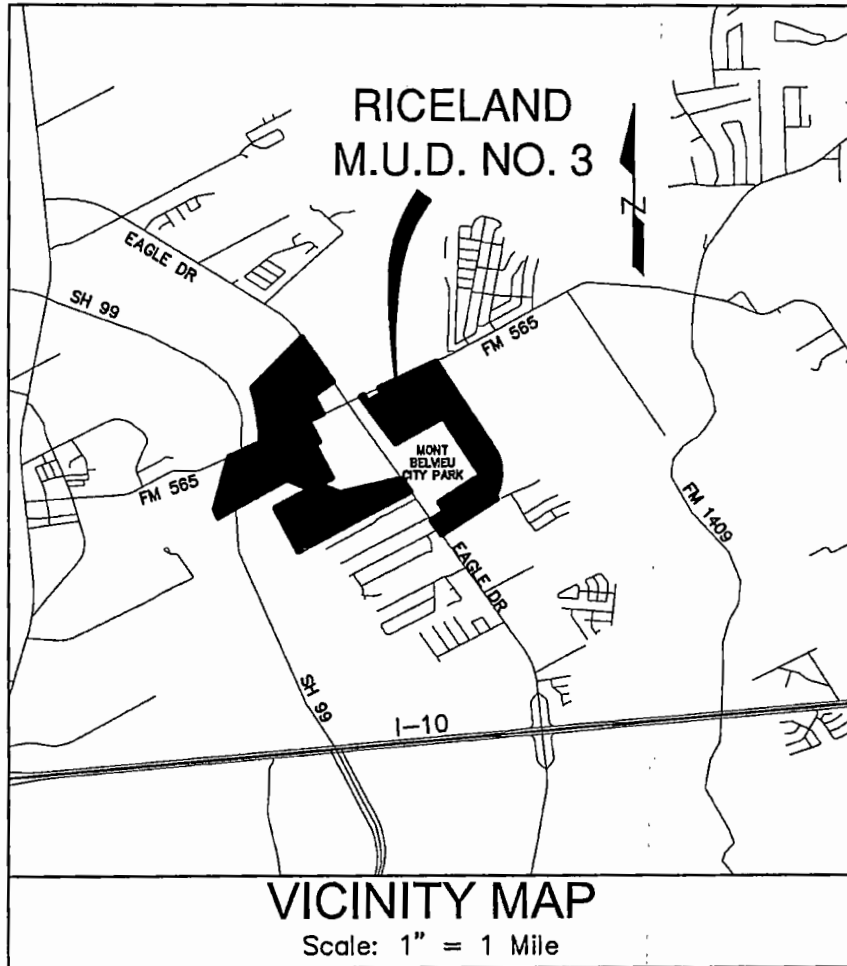 RICELAND
M.U.D. NO. 3
Z
EAGLE DR
SH 99
FM 565
MONT
BELVIEU
CITY PARK
FM 565
FM 1409
EAGLE DR
SH 99
I-10
VICINITY MAP
Scale: 1" = 1 Mile